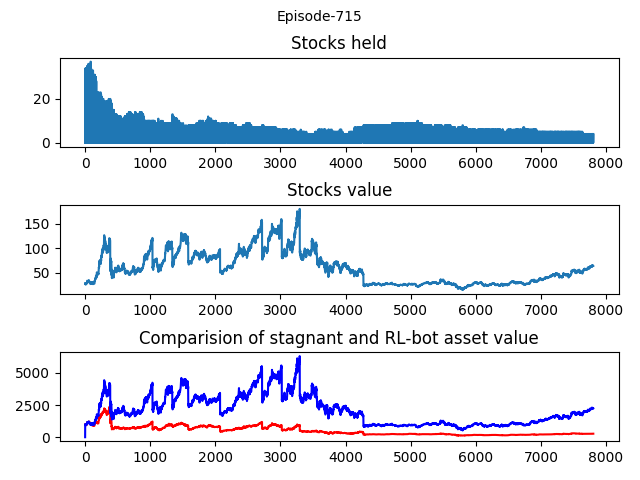 Episode-715
Stocks held
20
0
0 1000 2000 3000 4000 5000 6000 7000 8000
Stocks value
150
100
50
0 1000 2000 3000 4000 5000 6000 7000 8000
Comparision of stagnant and RL-bot asset value
5000
2500
0
0 1000 2000 3000 4000 5000 6000 7000 8000